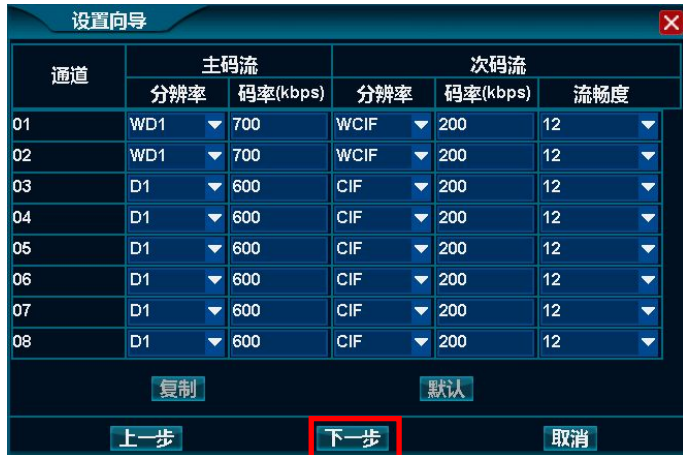 设置向导
通道 主码流 次码流
分辨率 码率(kbps) 分辨率 码率(kbps) 流畅度
01 WD1 700 WCIF 200 12
02 WD1 700 WCIF 200 12
03 D1 600 CIF 200 12
04 D1 600 CIF 200 12
05 D1 600 CIF 200 12
06 D1 600 CIF 200 12
07 D1 600 CIF 200 12
08 D1 600 CIF 200 12
复制 默认
上一步 下一步 取消